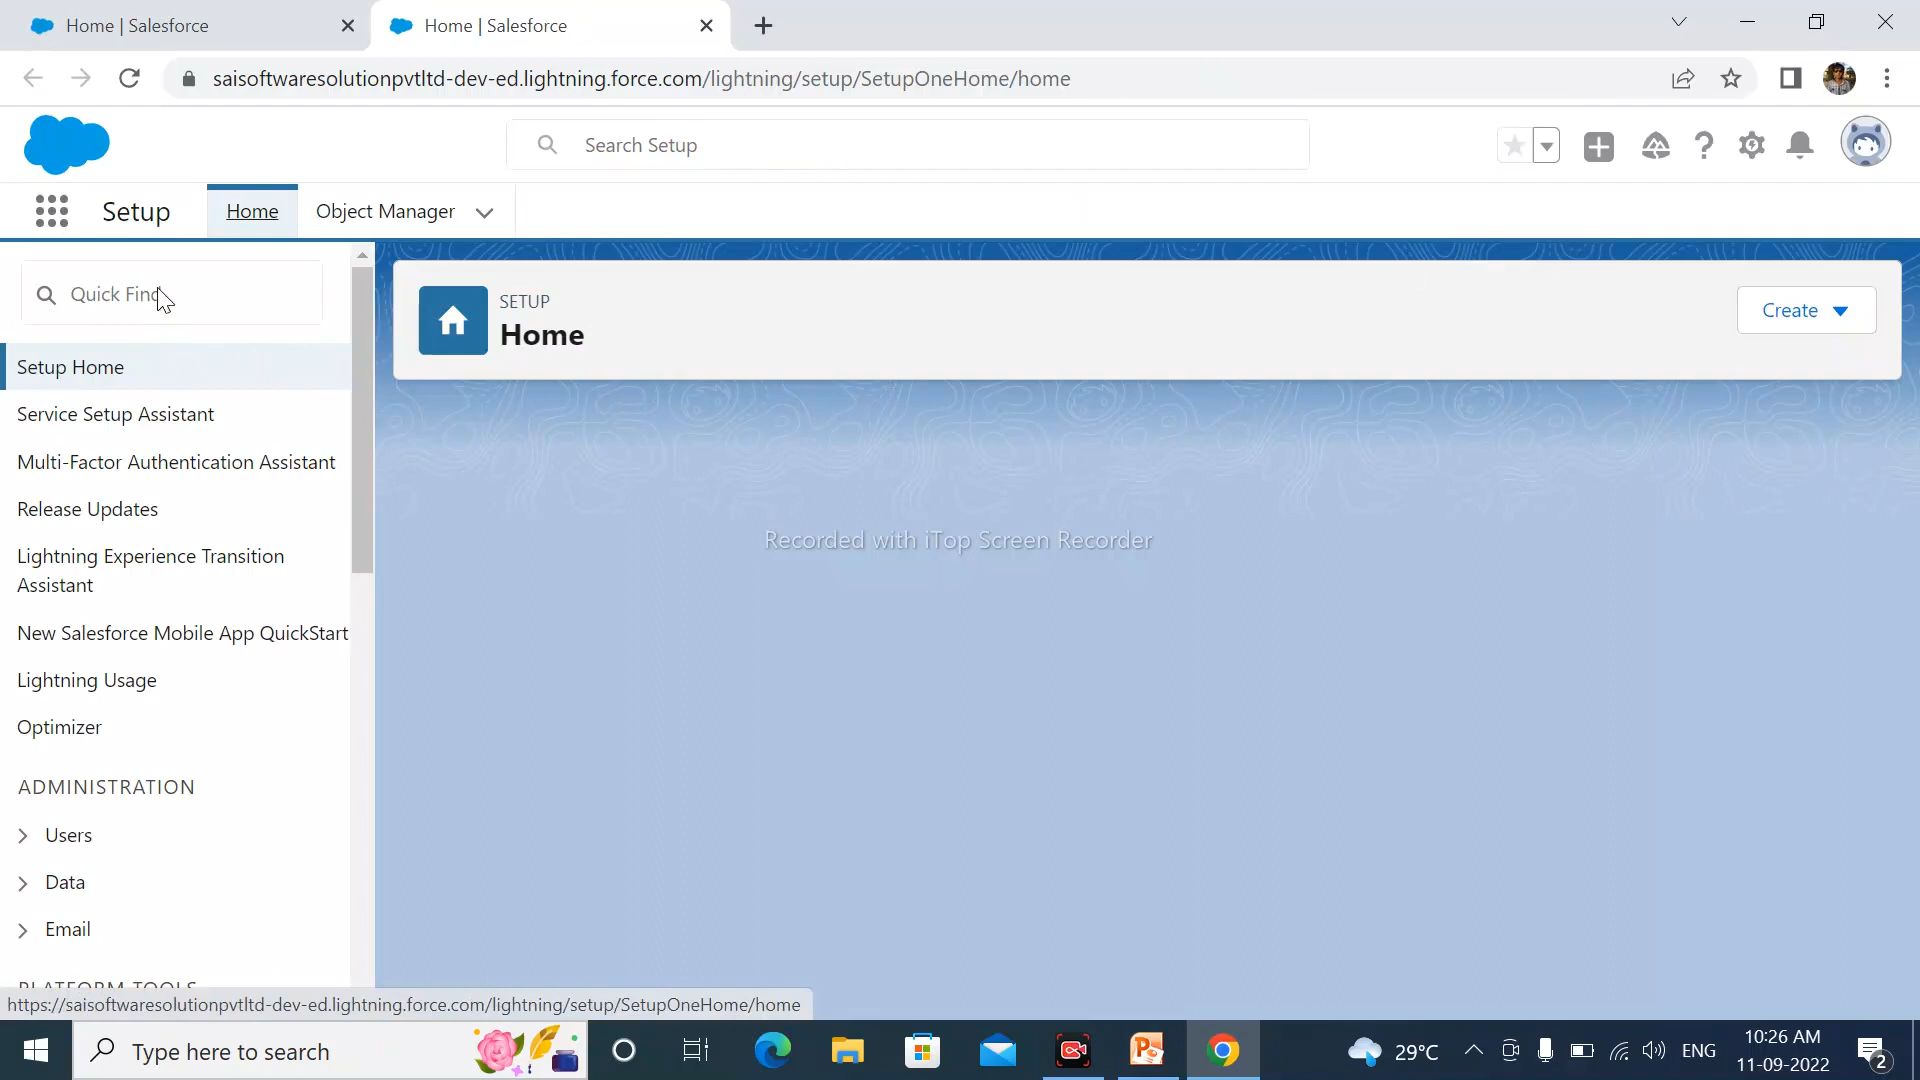 Home | Salesforce
Home | Salesforce
saisoftwaresolutionpvtltd-dev-ed.lightning.force.com/lightning/setup/SetupOneHome/home
Search Setup
Setup
Home
Object Manager
Quick Find
SETUP
Home
Create
Setup Home
Service Setup Assistant
Multi-Factor Authentication Assistant
Release Updates
Lightning Experience Transition
Assistant
New Salesforce Mobile App QuickStart
Lightning Usage
Optimizer
Recorded with iTop Screen Recorder
ADMINISTRATION
Users
Data
Email
PLATFORM TOOLS
https://saisoftwaresolutionpvtltd-dev-ed.lightning.force.com/lightning/setup/SetupOneHome/home
Type here to search
29°C
ENG
10:26 AM
11-09-2022
2